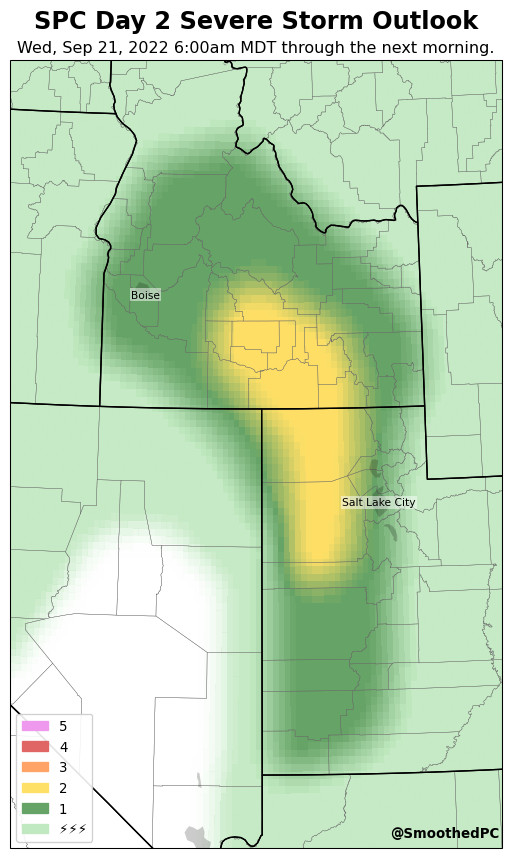 SPC Day 2 Severe Storm Outlook
Wed, Sep 21, 2022 6:00am MDT through the next morning.
Boise
Salt Lake City
5
4
3
2
1
⚡⚡⚡
@SmoothedPC